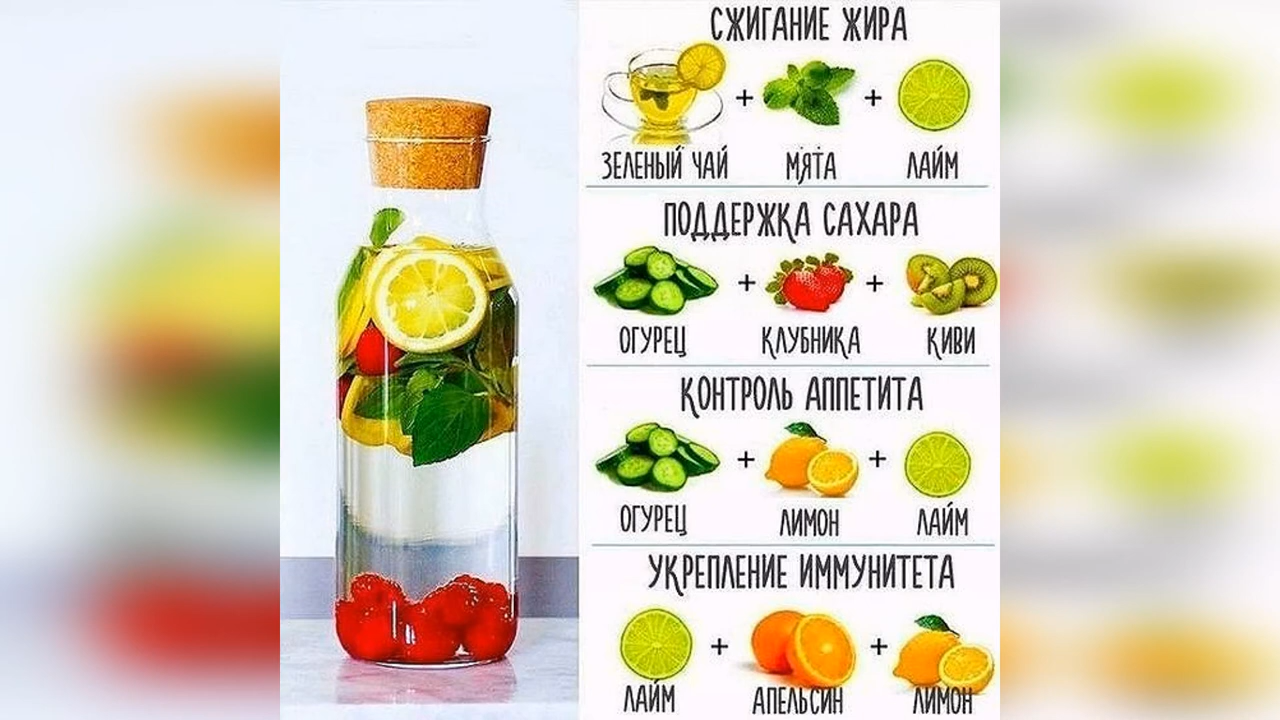 СЖИГАНИЕ ЖИРА
+ +
ЗЕЛЕНЫЙ ЧАЙ МЯТА ЛАЙМ
ПОДДЕРЖКА САХАРА
+ +
ОГУРЕЦ КЛУБНИКА КИВИ
КОНТРОЛЬ АППЕТИТА
+ +
ОГУРЕЦ ЛИМОН ЛАЙМ
УКРЕПЛЕНИЕ ИММУНИТЕТА
+ +
ЛАЙМ АПЕЛЬСИН ЛИМОН